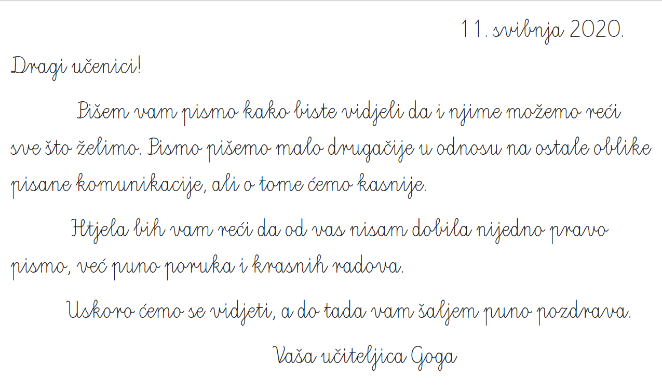 11. svibnja 2020.
Dragi učenici!
Pišem vam pismo kako biste vidjeli da i njime možemo reći
sve što želimo. Pismo pišemo malo drugačije u odnosu na ostale oblike
pisane komunikacije, ali o tome ćemo kasnije.
Htjela bih vam reći da od vas nisam dobila nijedno pravo
pismo, već puno poruka i krasnih radova.
Uskoro ćemo se vidjeti, a do tada vam šaljem puno pozdrava.
Vaša učiteljica Goga